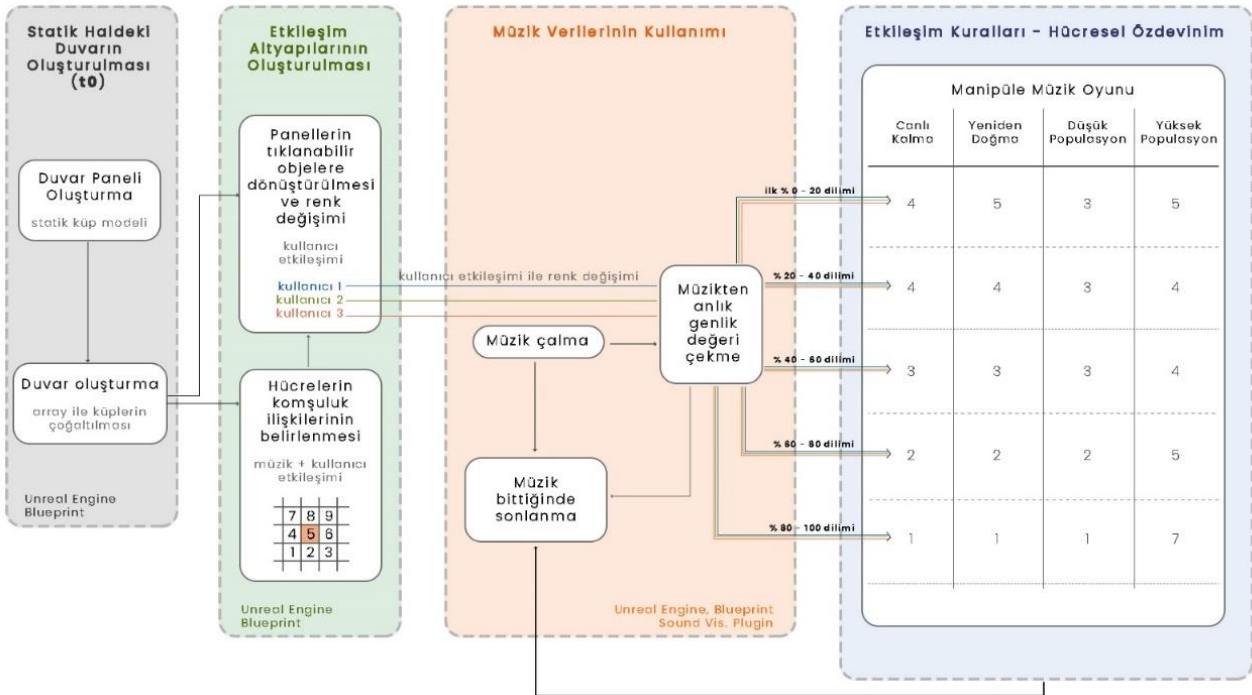 Statik Haldeki
Duvarın
Oluşturulması
(t0)
Duvar Paneli
Oluşturma
statik küp modeli
Duvar oluşturma
array ile küplerin
çoğaltılması
Unreal Engine
Blueprint
Etkileşim
Altyapılarının
Oluşturulması
Panellerin
tıklanabilir
objelere
dönüştürülmesi
ve renk
değişimi
kullanıcı
etkileşimi
kullanıcı 1
kullanıcı 2
kullanıcı 3
Hücrelerin
komşuluk
ilişkilerinin
belirlenmesi
müzik + kullanıcı
etkileşimi
7 8 9
4 5 6
1 2 3
Unreal Engine
Blueprint
Müzik Verilerinin Kullanımı
kullanıcı etkileşimi ile renk değişimi
Müzik çalma
Müzikten
anlık
genlik
değeri
çekme
Müzik
bittiğinde
sonlanma
Unreal Engine, Blueprint
Sound Vis. Plugin
ilk % 0 - 20 dilimi
% 20 - 40 dilimi
% 40 - 60 dilimi
% 60 - 80 dilimi
% 80 - 100 dilimi
Etkileşim Kuralları - Hücresel Özdevinim
Manipüle Müzik Oyunu
Canlı Kalma Yeniden Doğma Düşük Populasyon Yüksek Populasyon
4 5 3 5
4 4 3 4
3 3 3 4
2 2 2 5
1 1 1 7